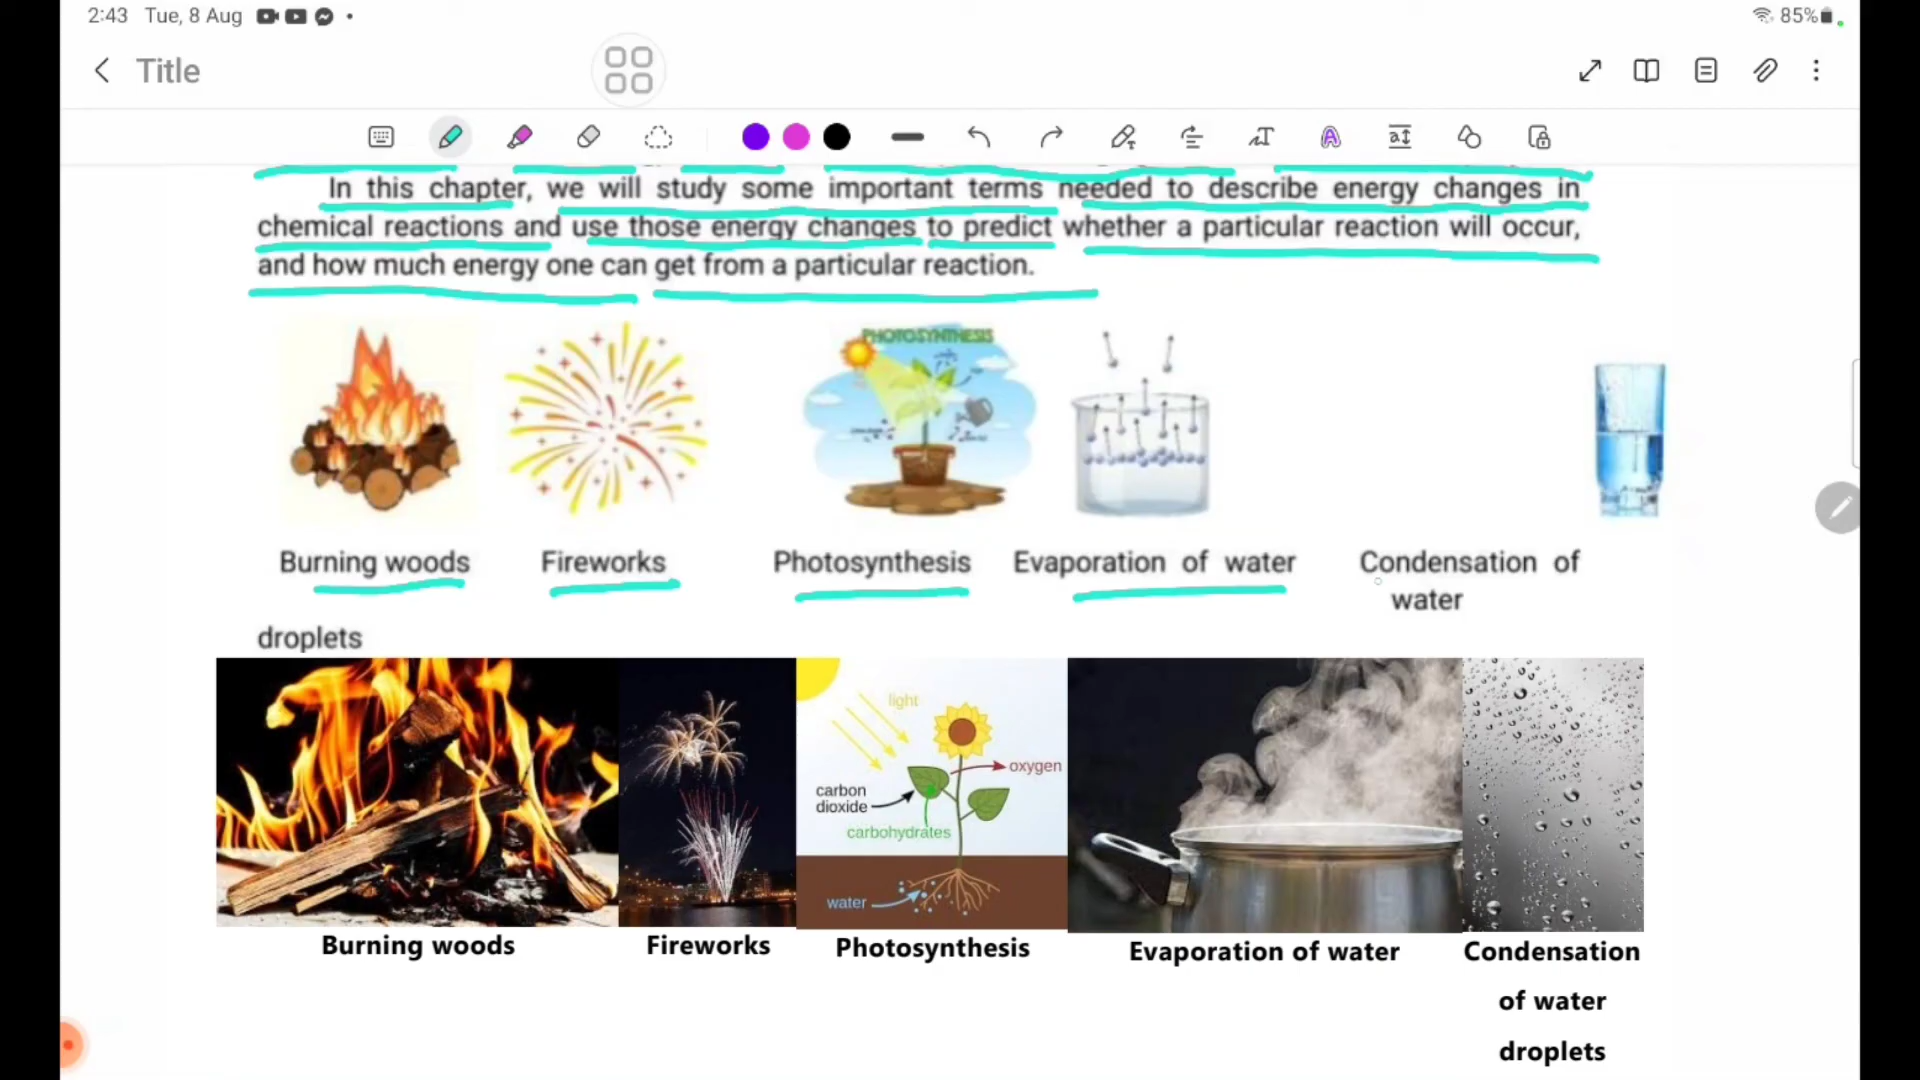 2:43 Tue, 8 Aug
85%
Title
In this chapter, we will study some important terms needed to describe energy changes in
chemical reactions and use those energy changes to predict whether a particular reaction will occur,
and how much energy one can get from a particular reaction.
PHOTOSYNTHESIS
Burning woods Fireworks Photosynthesis Evaporation of water Condensation of
water
droplets
light
oxygen
carbon
dioxide
carbohydrates
water
Burning woods Fireworks Photosynthesis Evaporation of water Condensation
of water
droplets